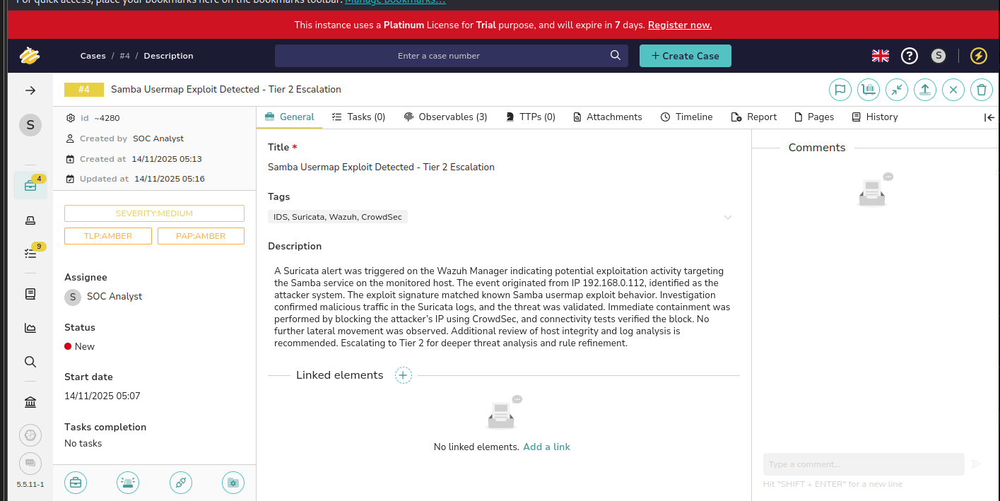 For quick access, place your bookmarks here on the bookmarks toolbar. Manage bookmarks...
This instance uses a Platinum License for Trial purpose, and will expire in 7 days. Register now.
Cases / #4 / Description
Enter a case number
+ Create Case
? S
#4 Samba Usermap Exploit Detected - Tier 2 Escalation
S
4
9
5.5.11-1
id ~4280
Created by SOC Analyst
Created at 14/11/2025 05:13
Updated at 14/11/2025 05:16
SEVERITY:MEDIUM
TLP:AMBER PAP:AMBER
Assignee
S SOC Analyst
Status
New
Start date
14/11/2025 05:07
Tasks completion
No tasks
General Tasks (0) Observables (3) TTPs (0) Attachments Timeline Report Pages History
Title *
Samba Usermap Exploit Detected - Tier 2 Escalation
Tags
IDS, Suricata, Wazuh, CrowdSec
Description
A Suricata alert was triggered on the Wazuh Manager indicating potential exploitation activity targeting
the Samba service on the monitored host. The event originated from IP 192.168.0.112, identified as the
attacker system. The exploit signature matched known Samba usermap exploit behavior. Investigation
confirmed malicious traffic in the Suricata logs, and the threat was validated. Immediate containment was
performed by blocking the attacker's IP using CrowdSec, and connectivity tests verified the block. No
further lateral movement was observed. Additional review of host integrity and log analysis is
recommended. Escalating to Tier 2 for deeper threat analysis and rule refinement.
Linked elements
No linked elements. Add a link
Comments
Type a comment...
Hit "SHIFT + ENTER" for a new line